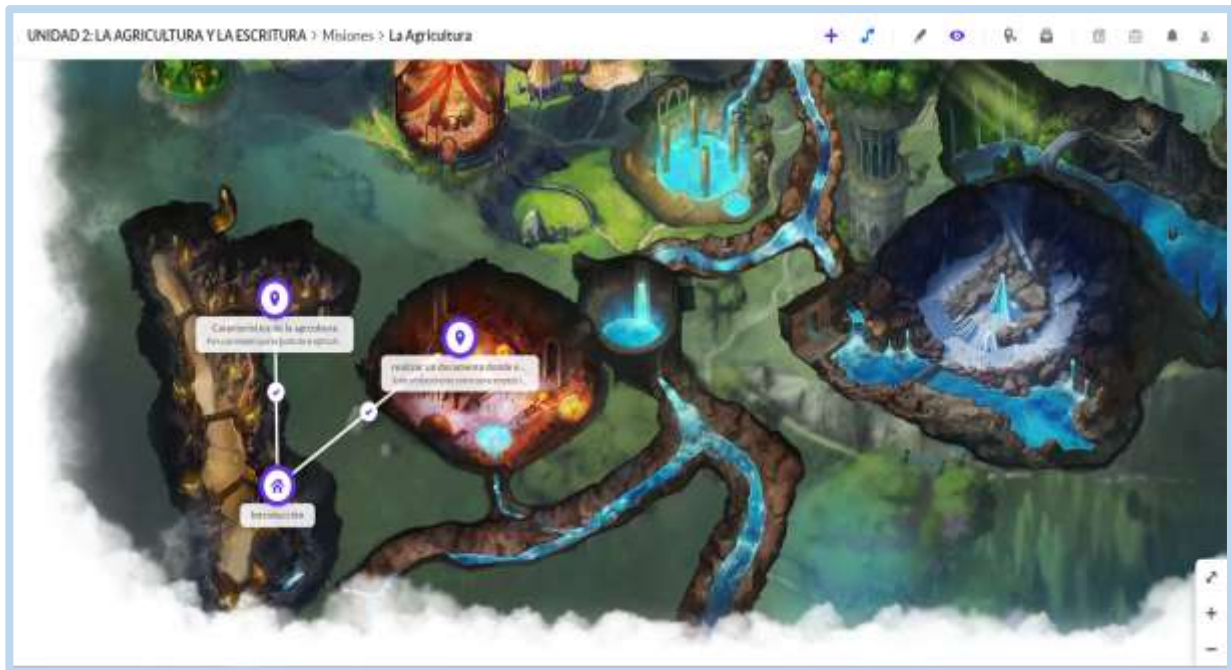 UNIDAD 2: LA AGRICULTURA Y LA ESCRITURA > Misiones > La Agricultura
Características de la agricultura
realizar un documento donde e...
Introducción